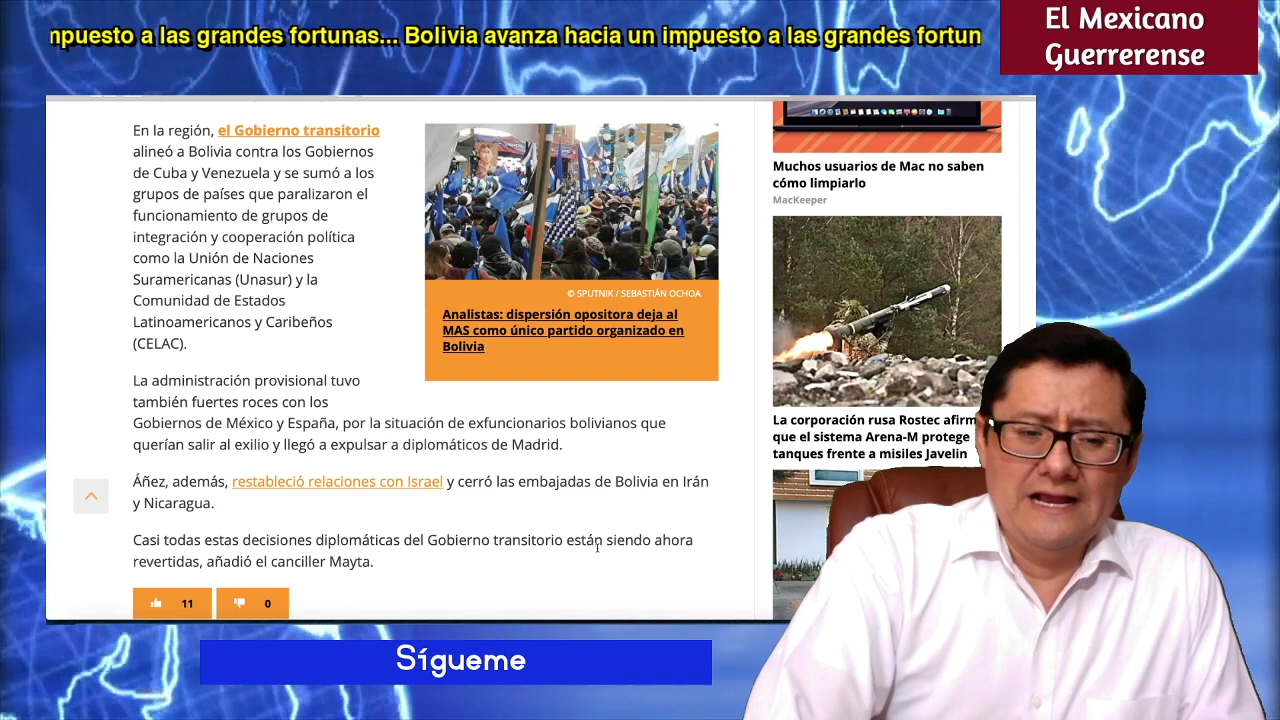 mpuesto a las grandes fortunas... Bolivia avanza hacia un impuesto a las grandes fortun
El Mexicano
Guerrerense
En la región, el Gobierno transitorio
alineó a Bolivia contra los Gobiernos
de Cuba y Venezuela y se sumó a los
grupos de países que paralizaron el
funcionamiento de grupos de
integración y cooperación política
como la Unión de Naciones
Suramericanas (Unasur) y la
Comunidad de Estados
Latinoamericanos y Caribeños
(CELAC).
© SPUTNIK / SEBASTIÁN OCHOA
Analistas: dispersión opositora deja al
MAS como único partido organizado en
Bolivia
La administración provisional tuvo
también fuertes roces con los
Gobiernos de México y España, por la situación de exfuncionarios bolivianos que
querían salir al exilio y llegó a expulsar a diplomáticos de Madrid.
Áñez, además, restableció relaciones con Israel y cerró las embajadas de Bolivia en Irán
y Nicaragua.
Casi todas estas decisiones diplomáticas del Gobierno transitorio están siendo ahora
revertidas, añadió el canciller Mayta.
11
0
Muchos usuarios de Mac no saben
cómo limpiarlo
MacKeeper
La corporación rusa Rostec afirm
que el sistema Arena-M protege
tanques frente a misiles Javelin
Sígueme